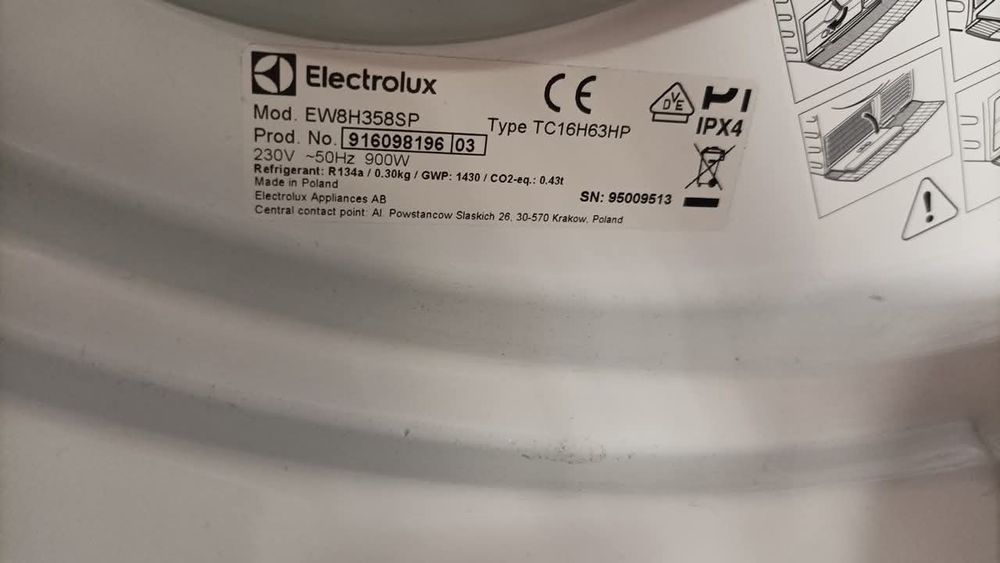 Electrolux
CE
Mod. EW8H358SP
Type TC16H63HP
DVE
IPX4
Prod. No. 916098196 03
230V ~50Hz 900W
Refrigerant: R134a / 0.30kg / GWP: 1430 / CO2-eq.: 0.43t
Made in Poland
Electrolux Appliances AB
SN: 95009513
Central contact point: Al. Powstancow Slaskich 26, 30-570 Krakow, Poland
!